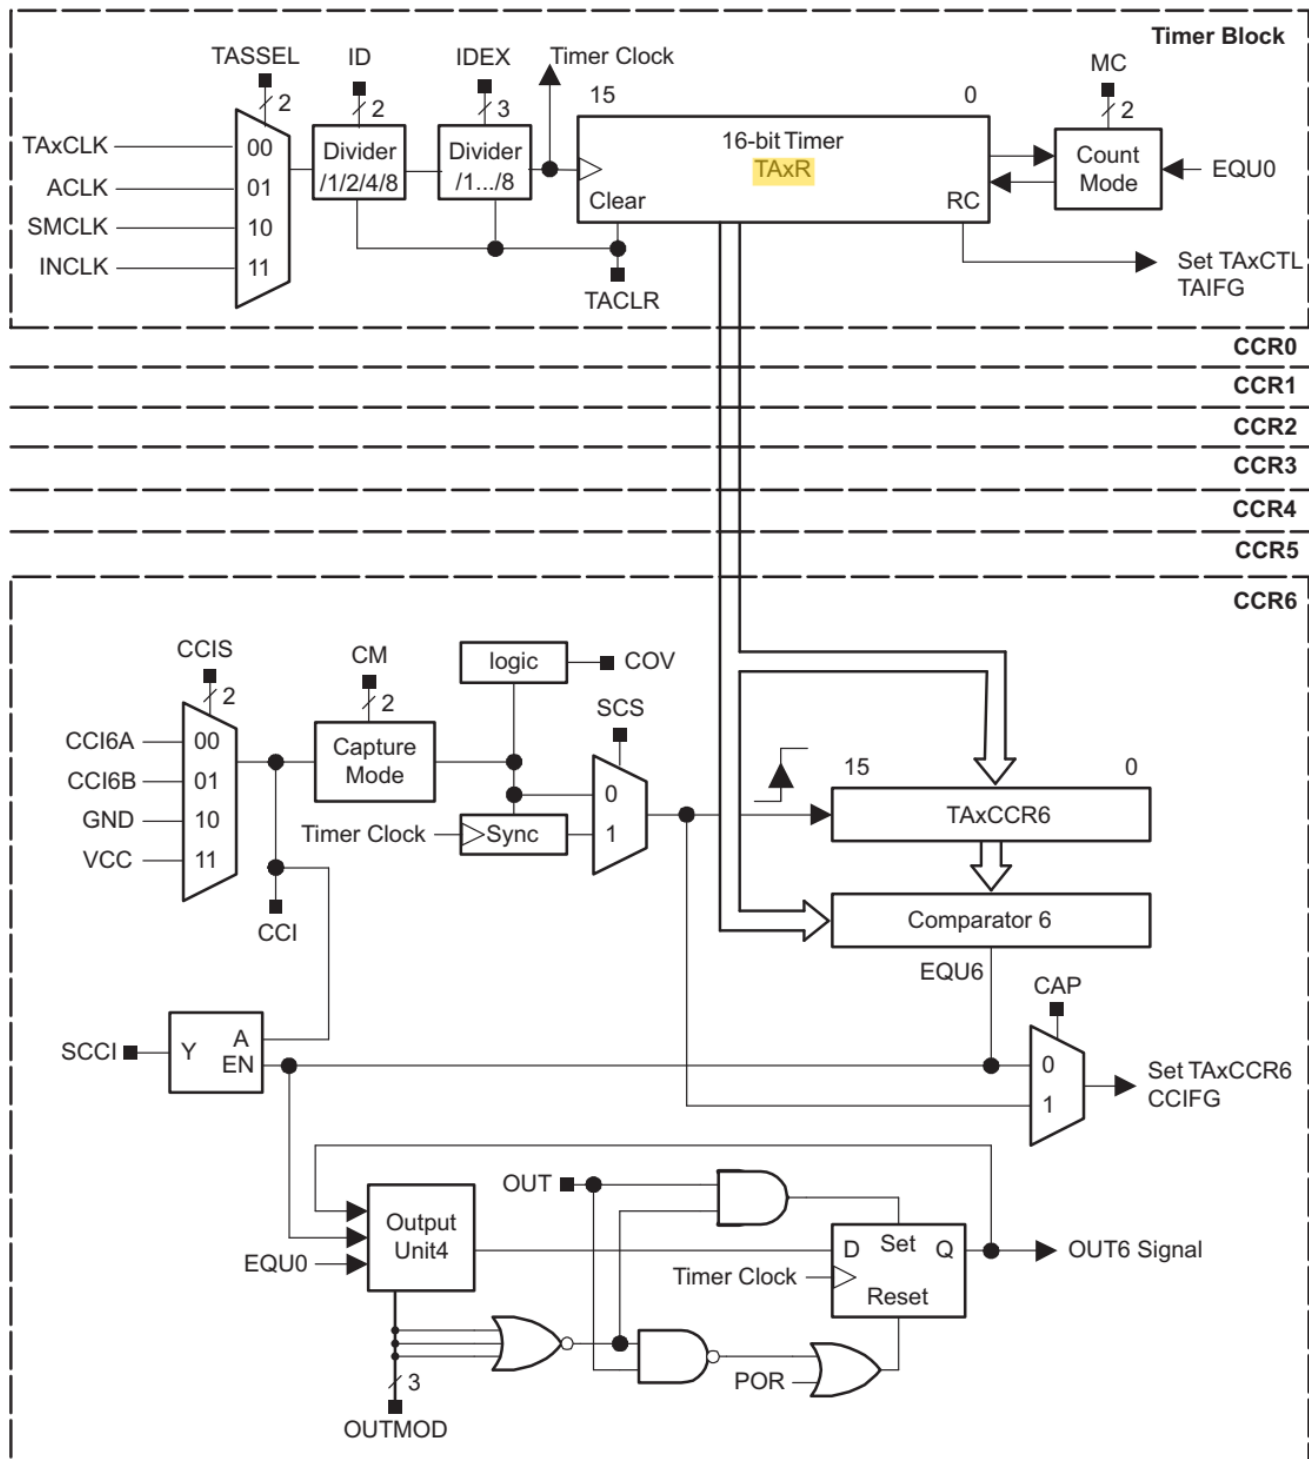 Timer Block
TASSEL
ID
IDEX
Timer Clock
MC
2
2
3
15
0
2
TAxCLK
ACLK
SMCLK
INCLK
00
01
10
11
Divider
/1/2/4/8
Divider
/1.../8
16-bit Timer
TAxR
Clear
RC
Count
Mode
EQU0
TACLR
Set TAxCTL
TAIFG
CCR0
CCR1
CCR2
CCR3
CCR4
CCR5
CCR6
CCIS
2
CM
2
logic
COV
SCS
CCI6A
CCI6B
GND
VCC
00
01
10
11
Capture
Mode
Timer Clock
Sync
0
1
15
0
TAxCCR6
Comparator 6
EQU6
CCI
CAP
SCCI
Y
A
EN
0
1
Set TAxCCR6
CCIFG
OUT
Output
Unit4
EQU0
D
Set
Q
Timer Clock
Reset
OUT6 Signal
POR
3
OUTMOD